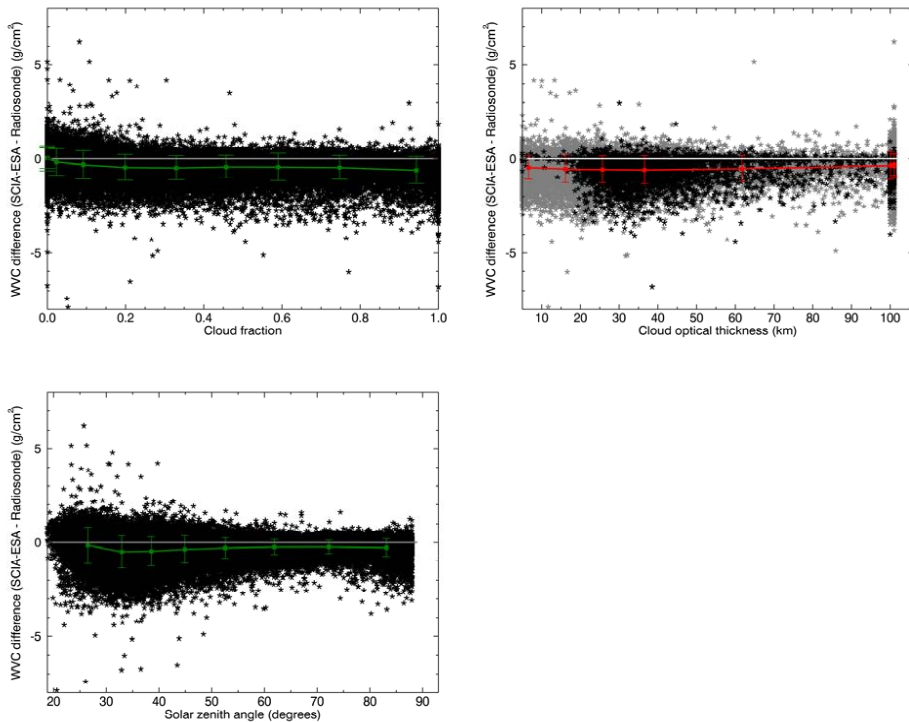 WVC difference (SCIA-ESA - Radiosonde) (g/cm²)
5
0
-5
0.0 0.2 0.4 0.6 0.8 1.0
Cloud fraction
WVC difference (SCIA-ESA - Radiosonde) (g/cm²)
5
0
-5
10 20 30 40 50 60 70 80 90 100
Cloud optical thickness (km)
WVC difference (SCIA-ESA - Radiosonde) (g/cm²)
5
0
-5
20 30 40 50 60 70 80 90
Solar zenith angle (degrees)